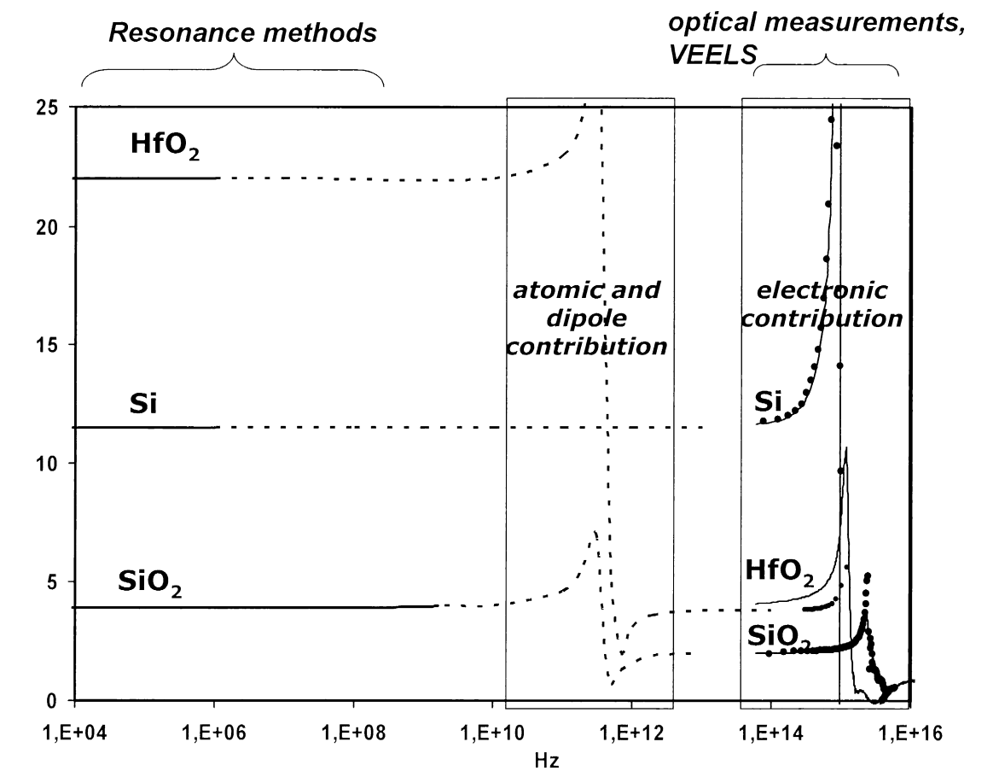 Resonance methods
optical measurements,
VEELS
25
HfO2
20
atomic and
dipole
contribution
electronic
contribution
15
Si
Si
10
HfO2
SiO2
5
SiO2
0
1,E+04 1,E+06 1,E+08 1,E+10 1,E+12 1,E+14 1,E+16
Hz